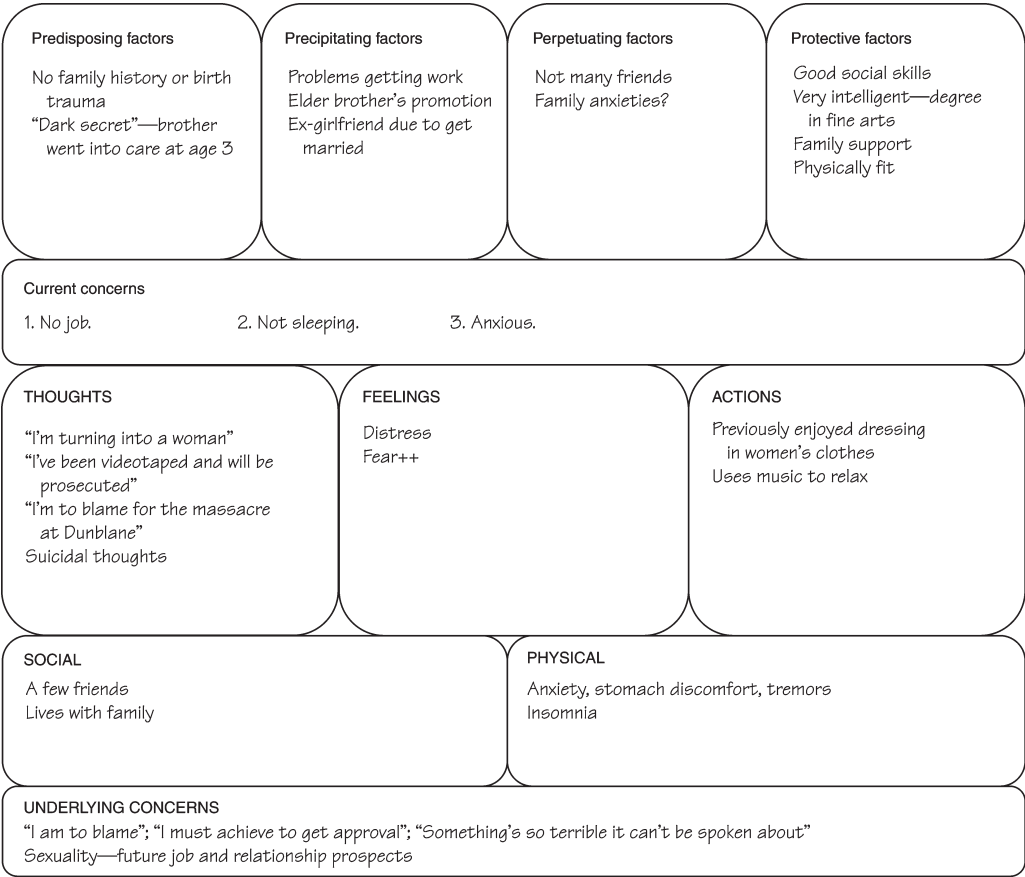 Predisposing factors
No family history or birth
trauma
“Dark secret”—brother
went into care at age 3
Precipitating factors
Problems getting work
Elder brother’s promotion
Ex-girlfriend due to get
married
Perpetuating factors
Not many friends
Family anxieties?
Protective factors
Good social skills
Very intelligent—degree
in fine arts
Family support
Physically fit
Current concerns
1. No job.
2. Not sleeping.
3. Anxious.
THOUGHTS
“I’m turning into a woman”
“I’ve been videotaped and will be
prosecuted”
“I’m to blame for the massacre
at Dunblane”
Suicidal thoughts
FEELINGS
Distress
Fear++
ACTIONS
Previously enjoyed dressing
in women’s clothes
Uses music to relax
SOCIAL
A few friends
Lives with family
PHYSICAL
Anxiety, stomach discomfort, tremors
Insomnia
UNDERLYING CONCERNS
“I am to blame”; “I must achieve to get approval”; “Something’s so terrible it can’t be spoken about”
Sexuality—future job and relationship prospects